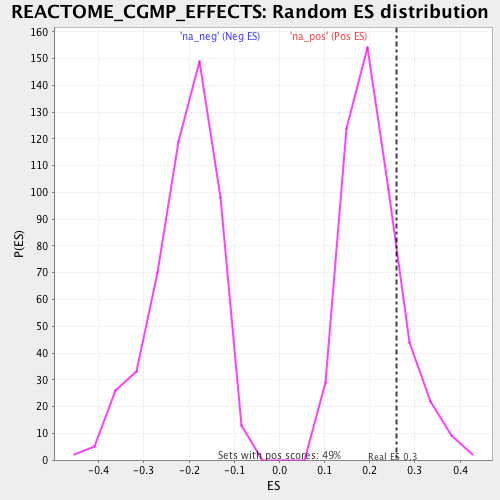 REACTOME_CGMP_EFFECTS: Random ES distribution
'na_neg' (Neg ES) 'na_pos' (Pos ES)
P(ES)
160
150
140
130
120
110
100
90
80
70
60
50
40
30
20
10
0
Sets with pos scores: 49%
Real ES 0.3
-0.4 -0.3 -0.2 -0.1 0.0 0.1 0.2 0.3 0.4
ES